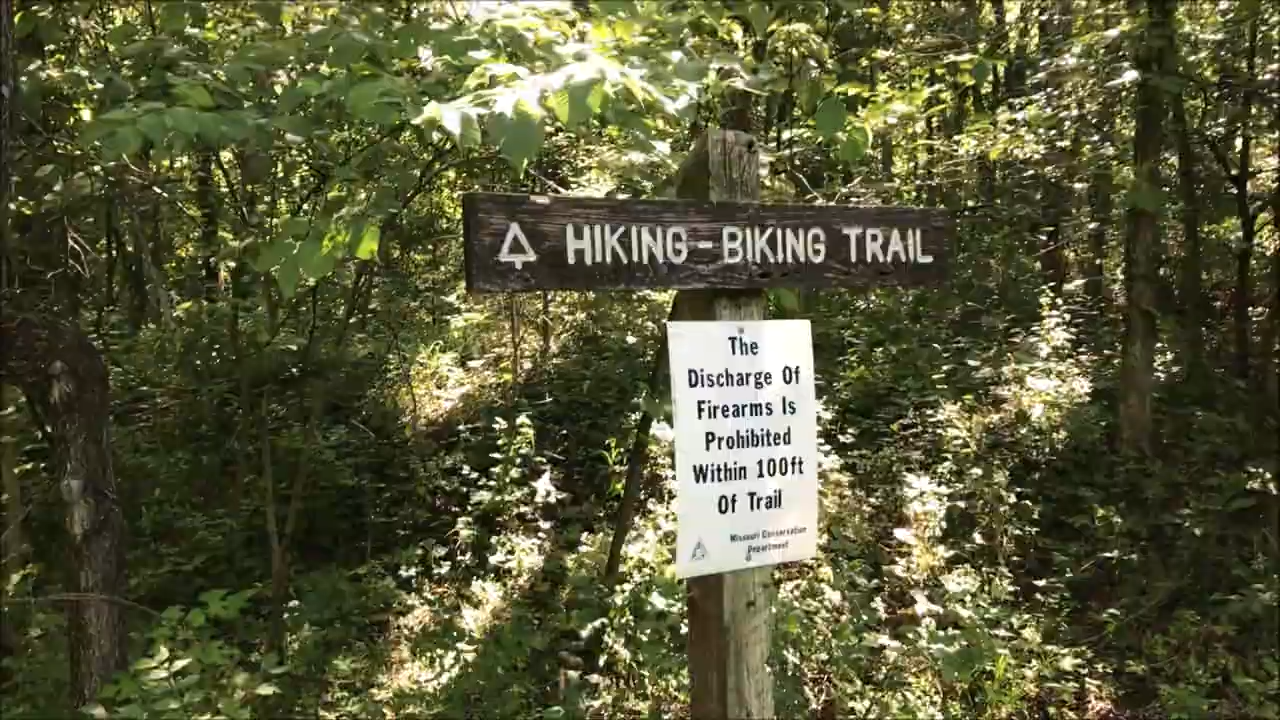 HIKING-BIKING TRAIL
The
Discharge Of
Firearms Is
Prohibited
Within 100ft
Of Trail
Missouri Conservation
Department